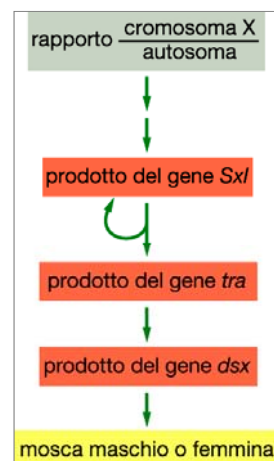 rapporto cromosoma X
autosoma
prodotto del gene Sxl
prodotto del gene tra
prodotto del gene dsx
mosca maschio o femmina